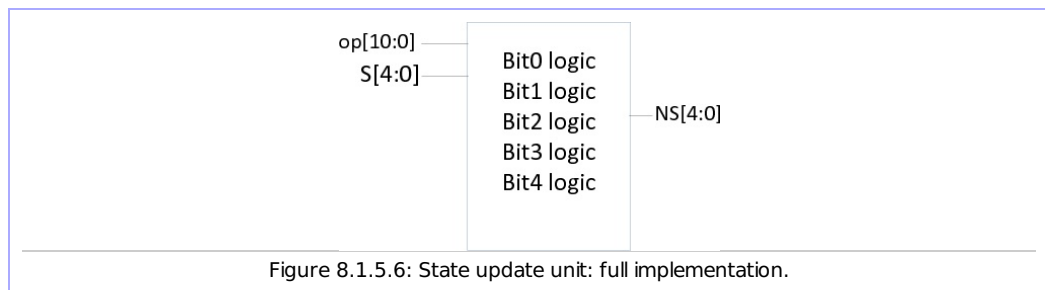 op[10:0]
S[4:0]
Bit0 logic
Bit1 logic
Bit2 logic
Bit3 logic
Bit4 logic
NS[4:0]
Figure 8.1.5.6: State update unit: full implementation.